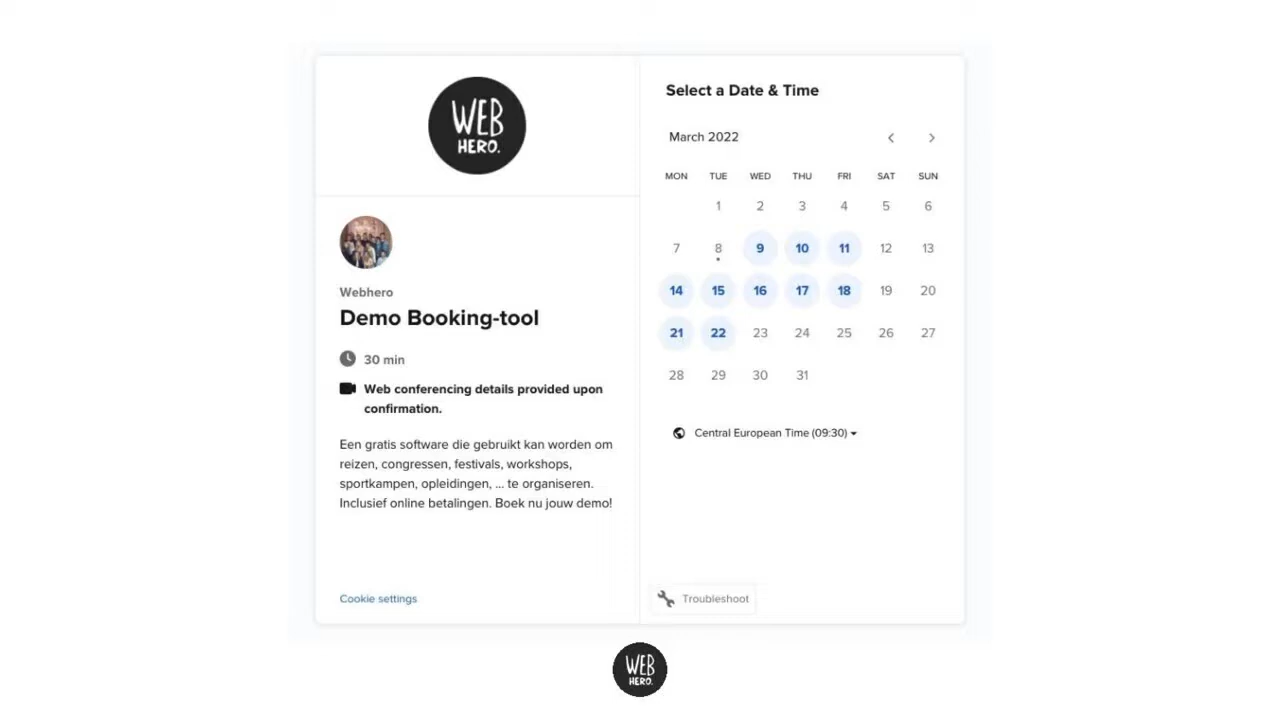 WEB
HERO.
Webhero
Demo Booking-tool
30 min
Web conferencing details provided upon
confirmation.
Een gratis software die gebruikt kan worden om
reizen, congressen, festivals, workshops,
sportkampen, opleidingen, ... te organiseren.
Inclusief online betalingen. Boek nu jouw demo!
Cookie settings
Select a Date & Time
March 2022
MON TUE WED THU FRI SAT SUN
1 2 3 4 5 6
7 8 9 10 11 12 13
14 15 16 17 18 19 20
21 22 23 24 25 26 27
28 29 30 31
Central European Time (09:30)
Troubleshoot
WEB
HERO.